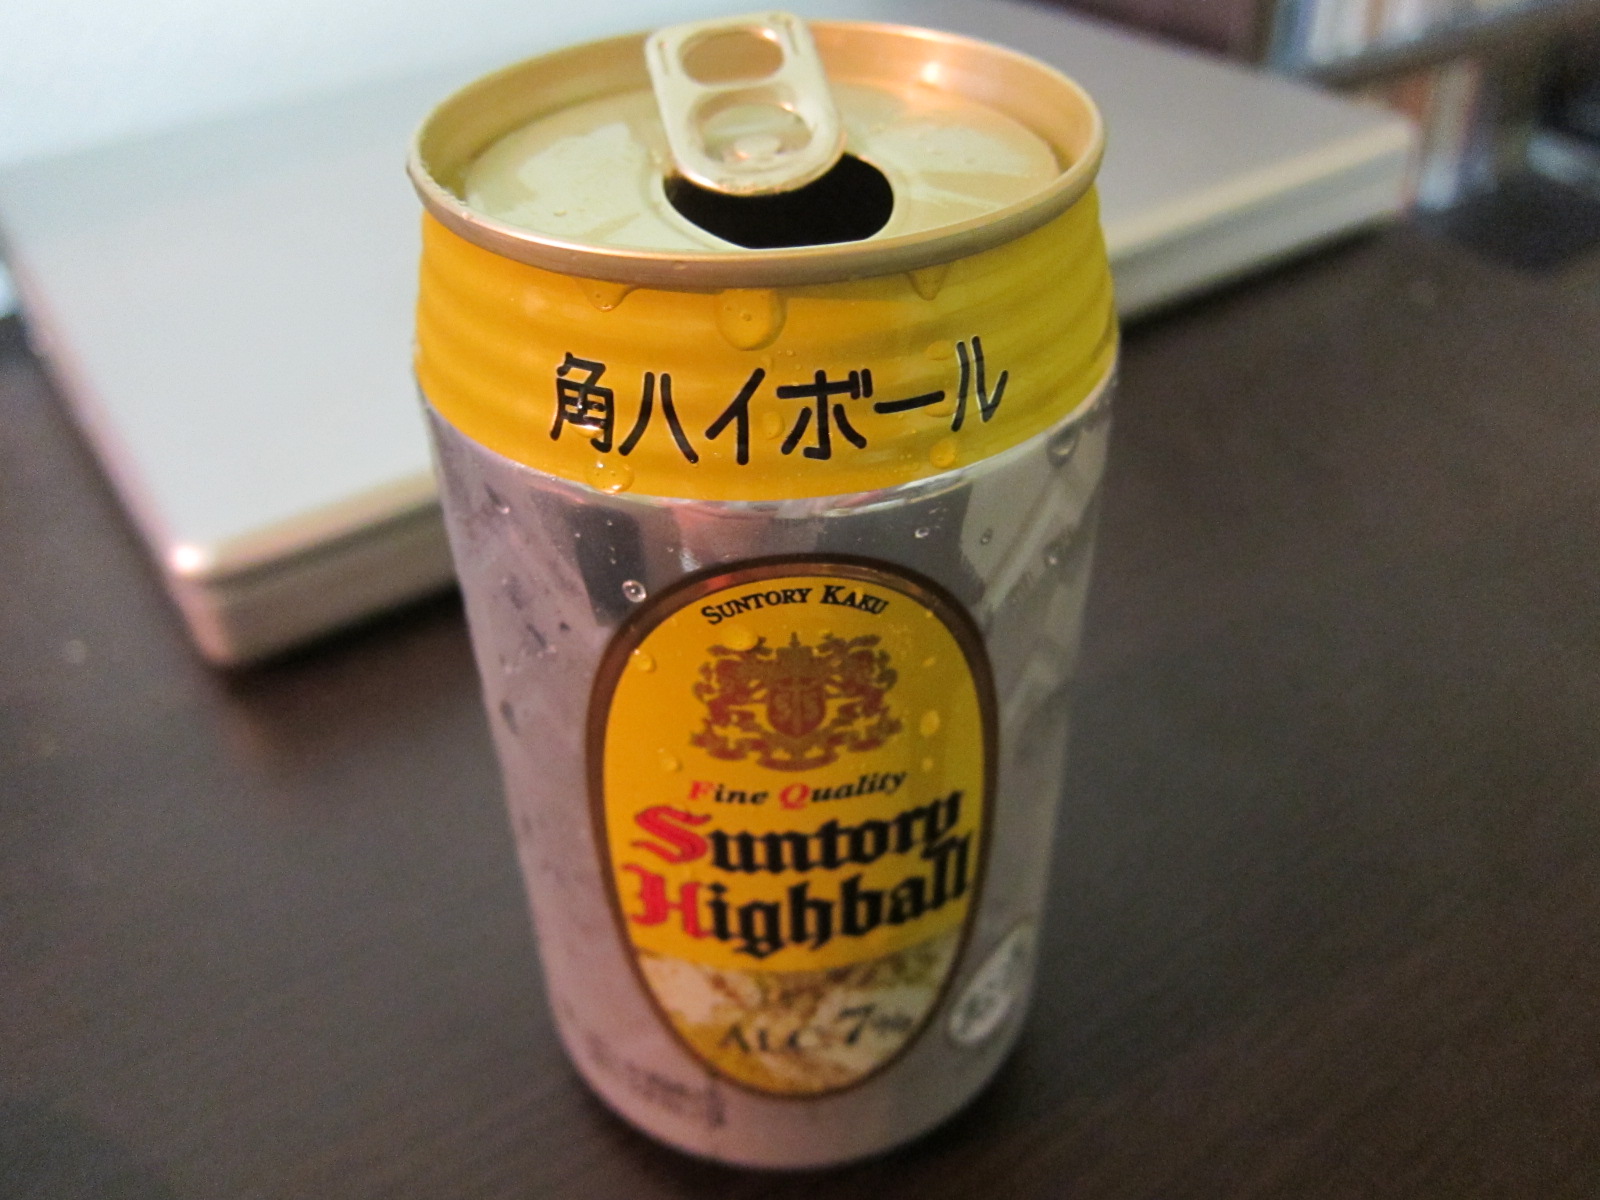 角ハイボール
SUNTORY KAKU
Fine Quality
Suntory
Highball
ALC.7%